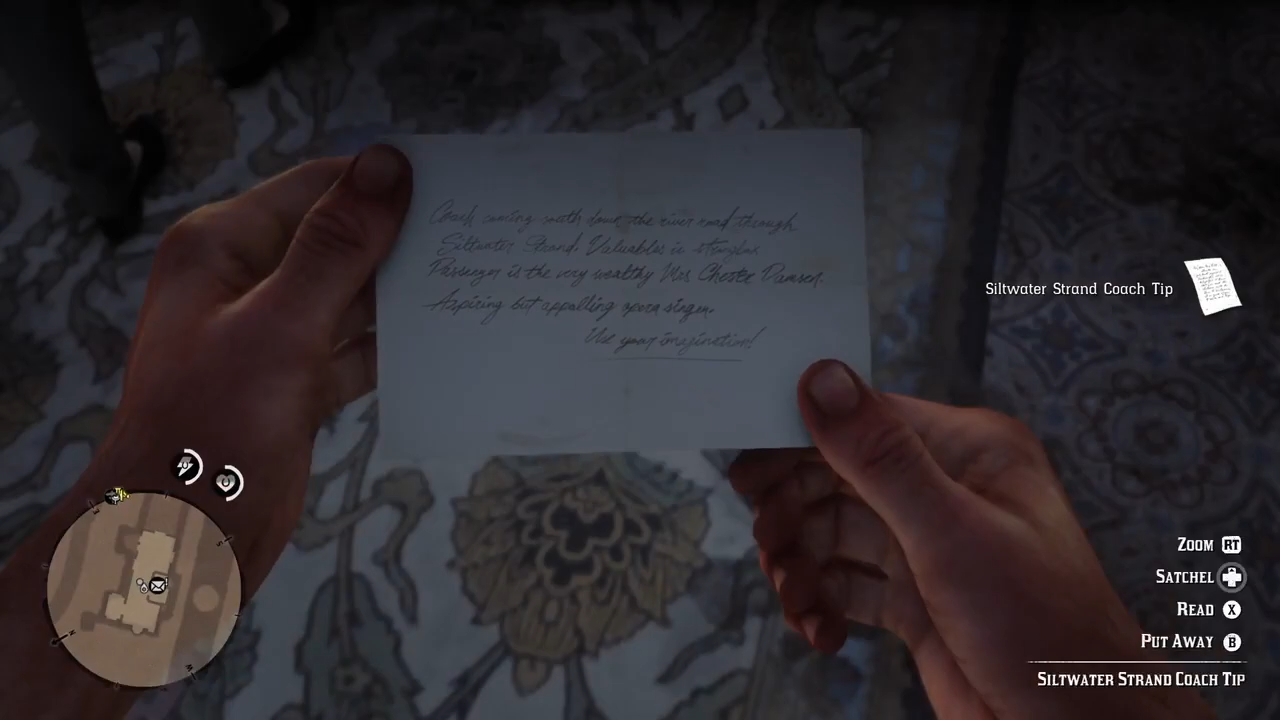 Coach coming south down the river road through
Siltwater Strand. Valuables in strongbox
Passenger is the very wealthy Mrs Chester Damsen.
Aspiring but appalling opera singer.
Use your imagination!
Siltwater Strand Coach Tip
ZOOM RT
SATCHEL
READ X
PUT AWAY B
SILTWATER STRAND COACH TIP